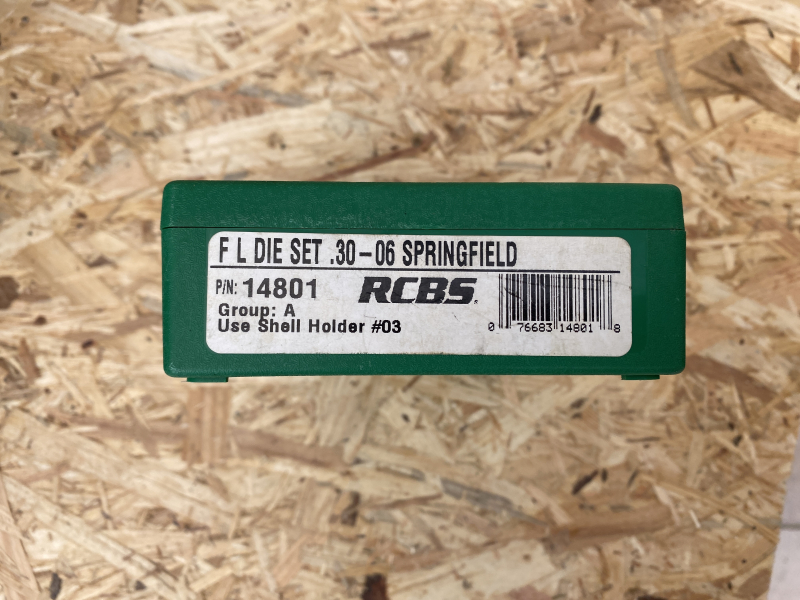 F L DIE SET .30-06 SPRINGFIELD
P/N: 14801 RCBS.
Group: A
Use Shell Holder #03
0 76683 14801 8